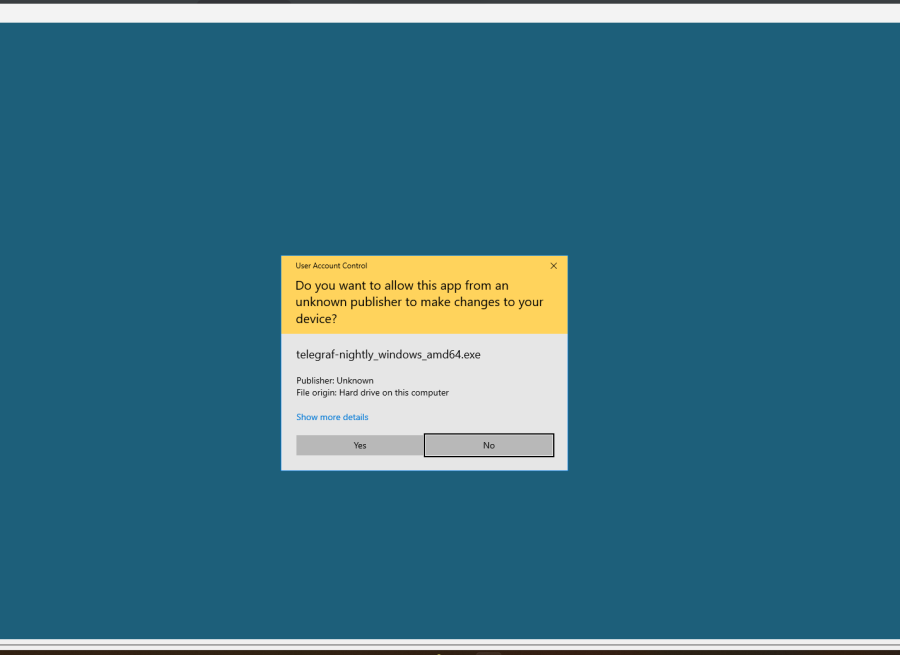 User Account Control
Do you want to allow this app from an
unknown publisher to make changes to your
device?
telegraf-nightly_windows_amd64.exe
Publisher: Unknown
File origin: Hard drive on this computer
Show more details
Yes
No